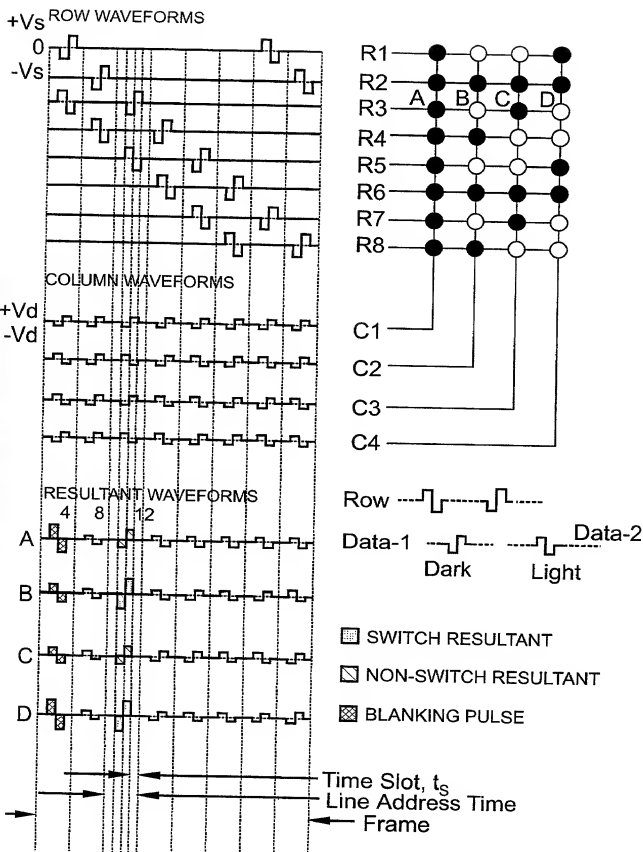 +Vs ROW WAVEFORMS
0
-Vs
R1
R2
A B C D
R3
R4
R5
R6
R7
R8
COLUMN WAVEFORMS
+Vd
-Vd
C1
C2
C3
C4
RESULTANT WAVEFORMS
4 8 12
A
B
C
D
Row
Data-1 Data-2
Dark Light
SWITCH RESULTANT
NON-SWITCH RESULTANT
BLANKING PULSE
Time Slot, tS
Line Address Time
Frame